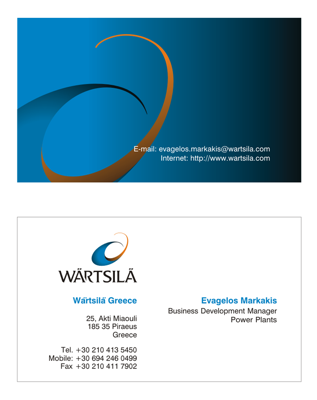 E-mail: evagelos.markakis@wartsila.com
Internet: http://www.wartsila.com
WÄRTSILÄ
Wärtsilä Greece
25, Akti Miaouli
185 35 Piraeus
Greece
Tel. +30 210 413 5450
Mobile: +30 694 246 0499
Fax +30 210 411 7902
Evagelos Markakis
Business Development Manager
Power Plants